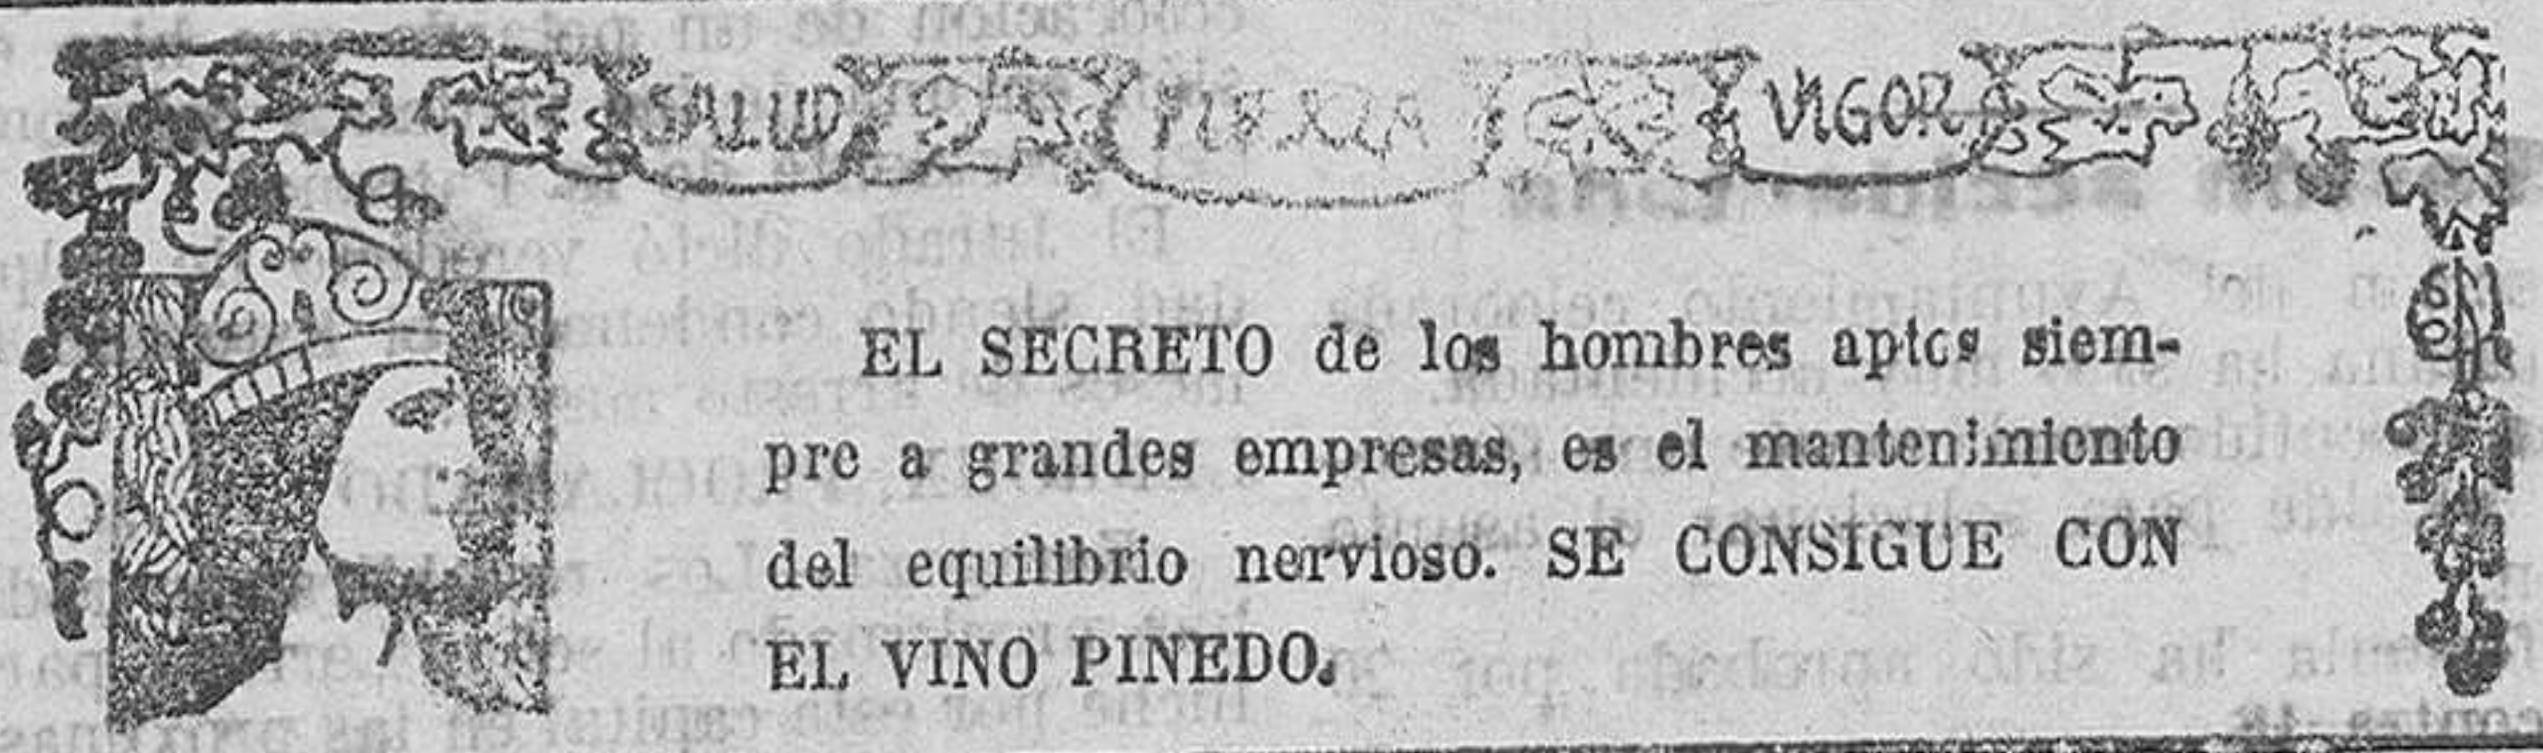 SALUD FUERZA VIGOR
EL SECRETO de los hombres aptos siem-
pre a grandes empresas, es el mantenimiento
del equilibrio nervioso. SE CONSIGUE CON
EL VINO PINEDO.